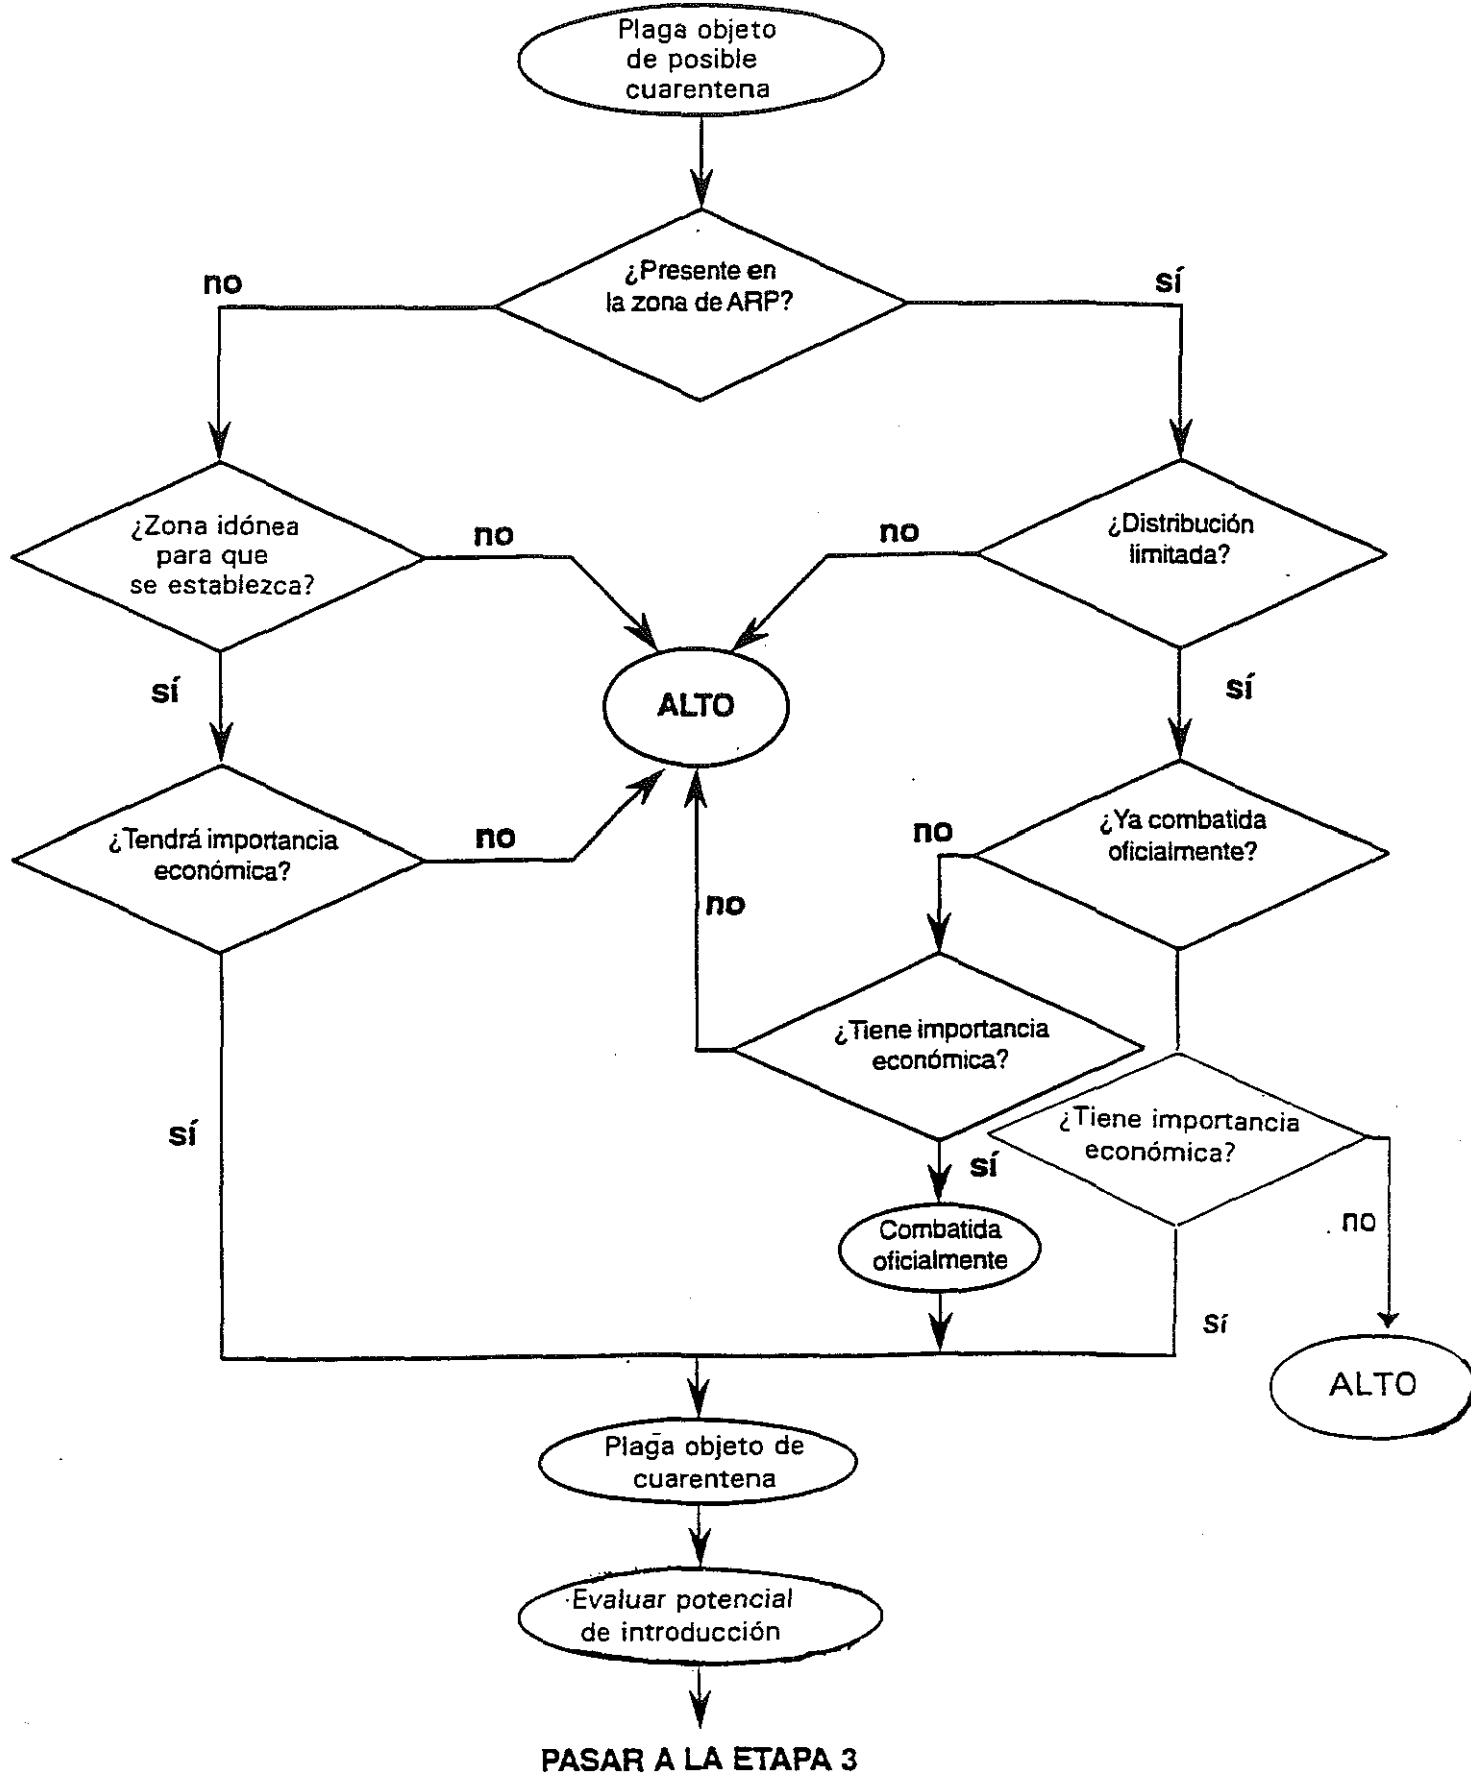 Plaga objeto
de posible
cuarentena
no
¿Presente en
la zona de ARP?
sí
¿Zona idónea
para que
se establezca?
no
no
¿Distribución
limitada?
sí
ALTO
sí
¿Tendrá importancia
económica?
no
no
¿Ya combatida
oficialmente?
no
¿Tiene importancia
económica?
sí
¿Tiene importancia
económica?
sí
no
Combatida
oficialmente
sí
ALTO
Plaga objeto de
cuarentena
Evaluar potencial
de introducción
PASAR A LA ETAPA 3